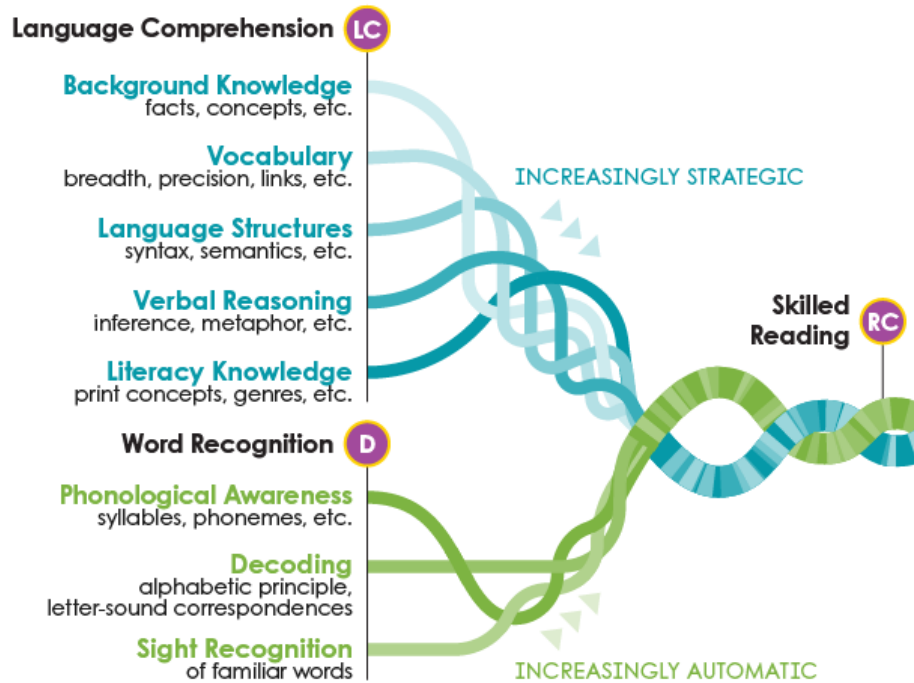 Language Comprehension LC
Background Knowledge
facts, concepts, etc.
Vocabulary
breadth, precision, links, etc.
INCREASINGLY STRATEGIC
Language Structures
syntax, semantics, etc.
Verbal Reasoning
inference, metaphor, etc.
Literacy Knowledge
print concepts, genres, etc.
Skilled
Reading
RC
Word Recognition D
Phonological Awareness
syllables, phonemes, etc.
Decoding
alphabetic principle,
letter-sound correspondences
Sight Recognition
of familiar words
INCREASINGLY AUTOMATIC